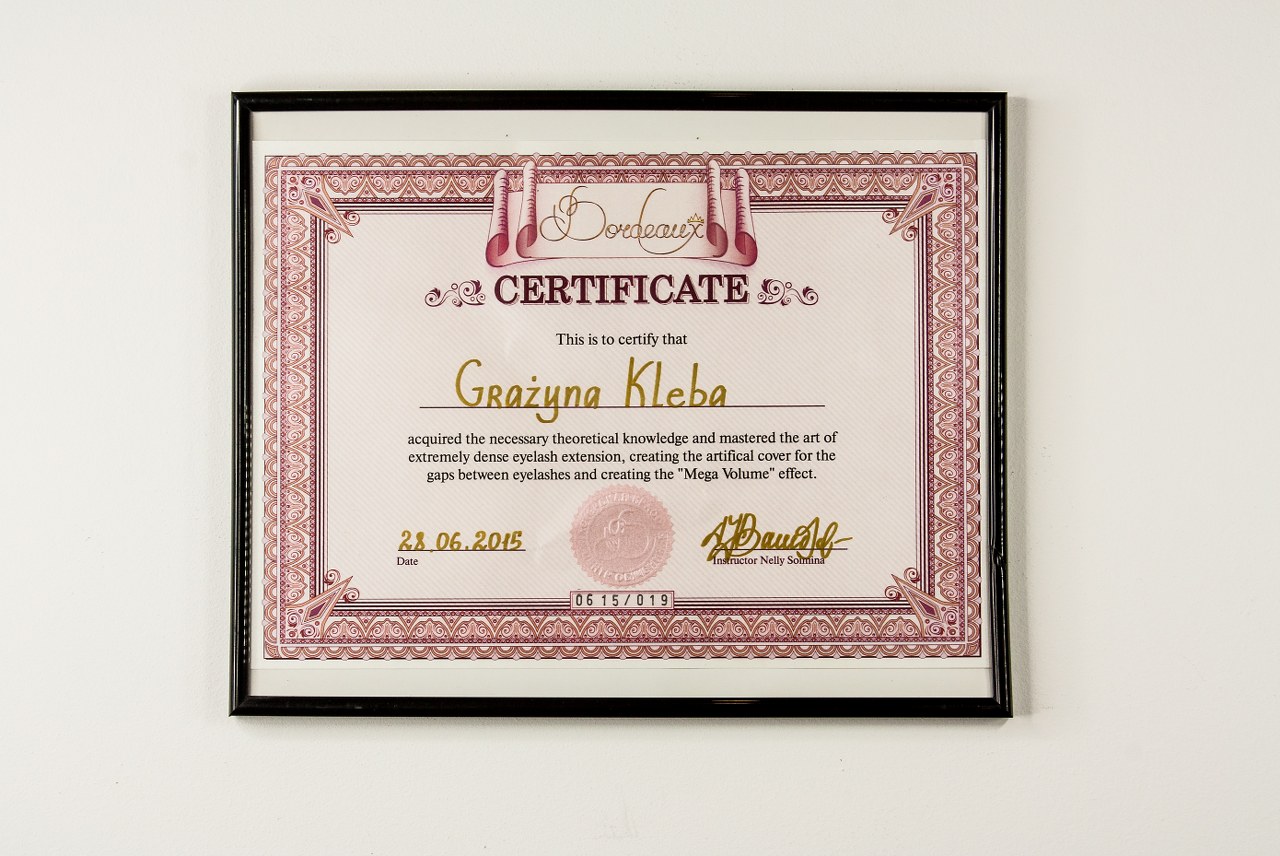 Bordeaux
CERTIFICATE
This is to certify that
Grażyna Kleba
acquired the necessary theoretical knowledge and mastered the art of
extremely dense eyelash extension, creating the artifical cover for the
gaps between eyelashes and creating the "Mega Volume" effect.
28.06.2015
Date
Instructor Nelly Solmina
0615/019